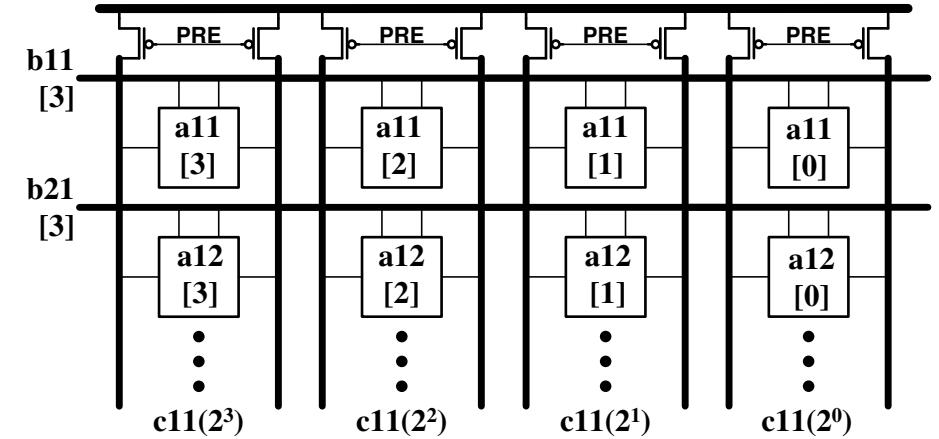 PRE PRE PRE PRE
b11
[3]
a11 a11 a11 a11
[3] [2] [1] [0]
b21
[3]
a12 a12 a12 a12
[3] [2] [1] [0]
c11(2³) c11(2²) c11(2¹) c11(2⁰)